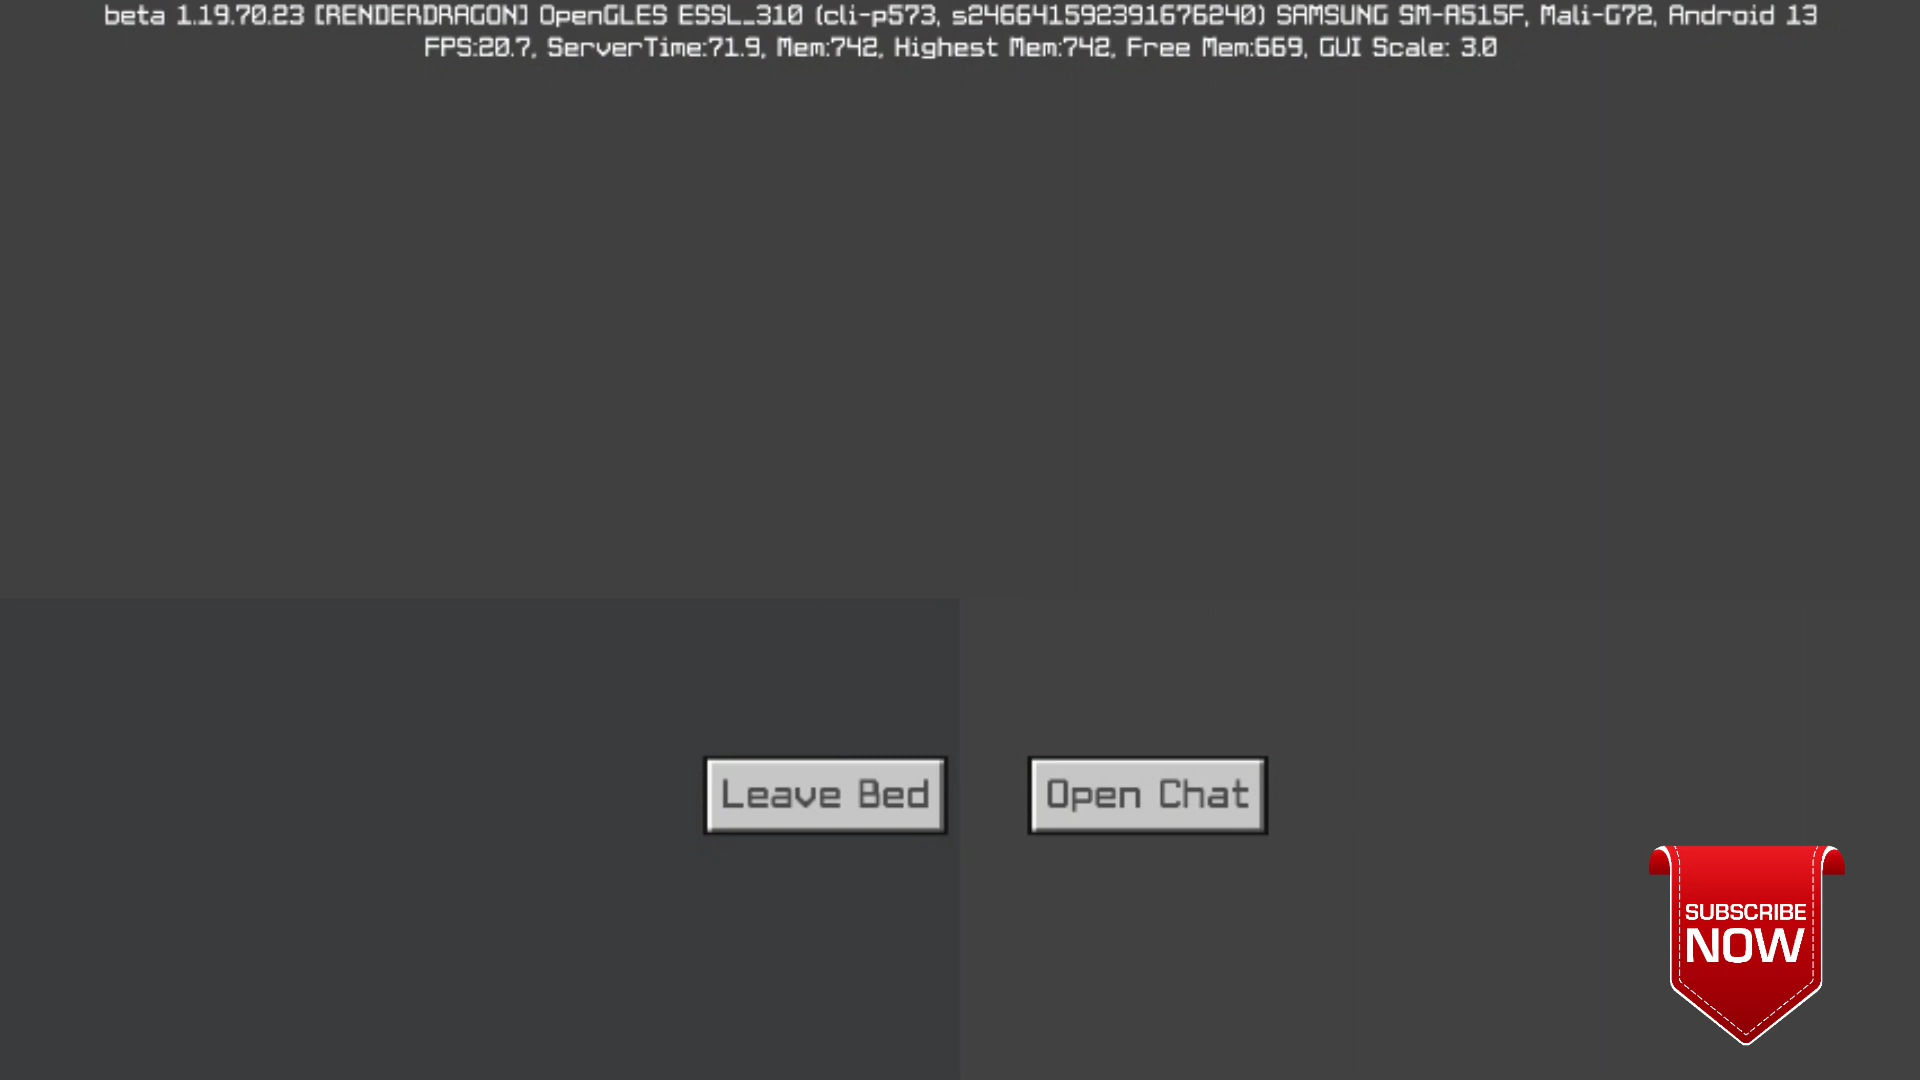 beta 1.19.70.23 [RENDERDRAGON] OpenGLES ESSL_310 (cli-p573, s2466415923916762​40) SAMSUNG SM-A515F, Mali-G72, Android 13
FPS:20.7, ServerTime:71.9, Mem:742, Highest Mem:742, Free Mem:669, GUI Scale: 3.0
Leave Bed
Open Chat
SUBSCRIBE
NOW